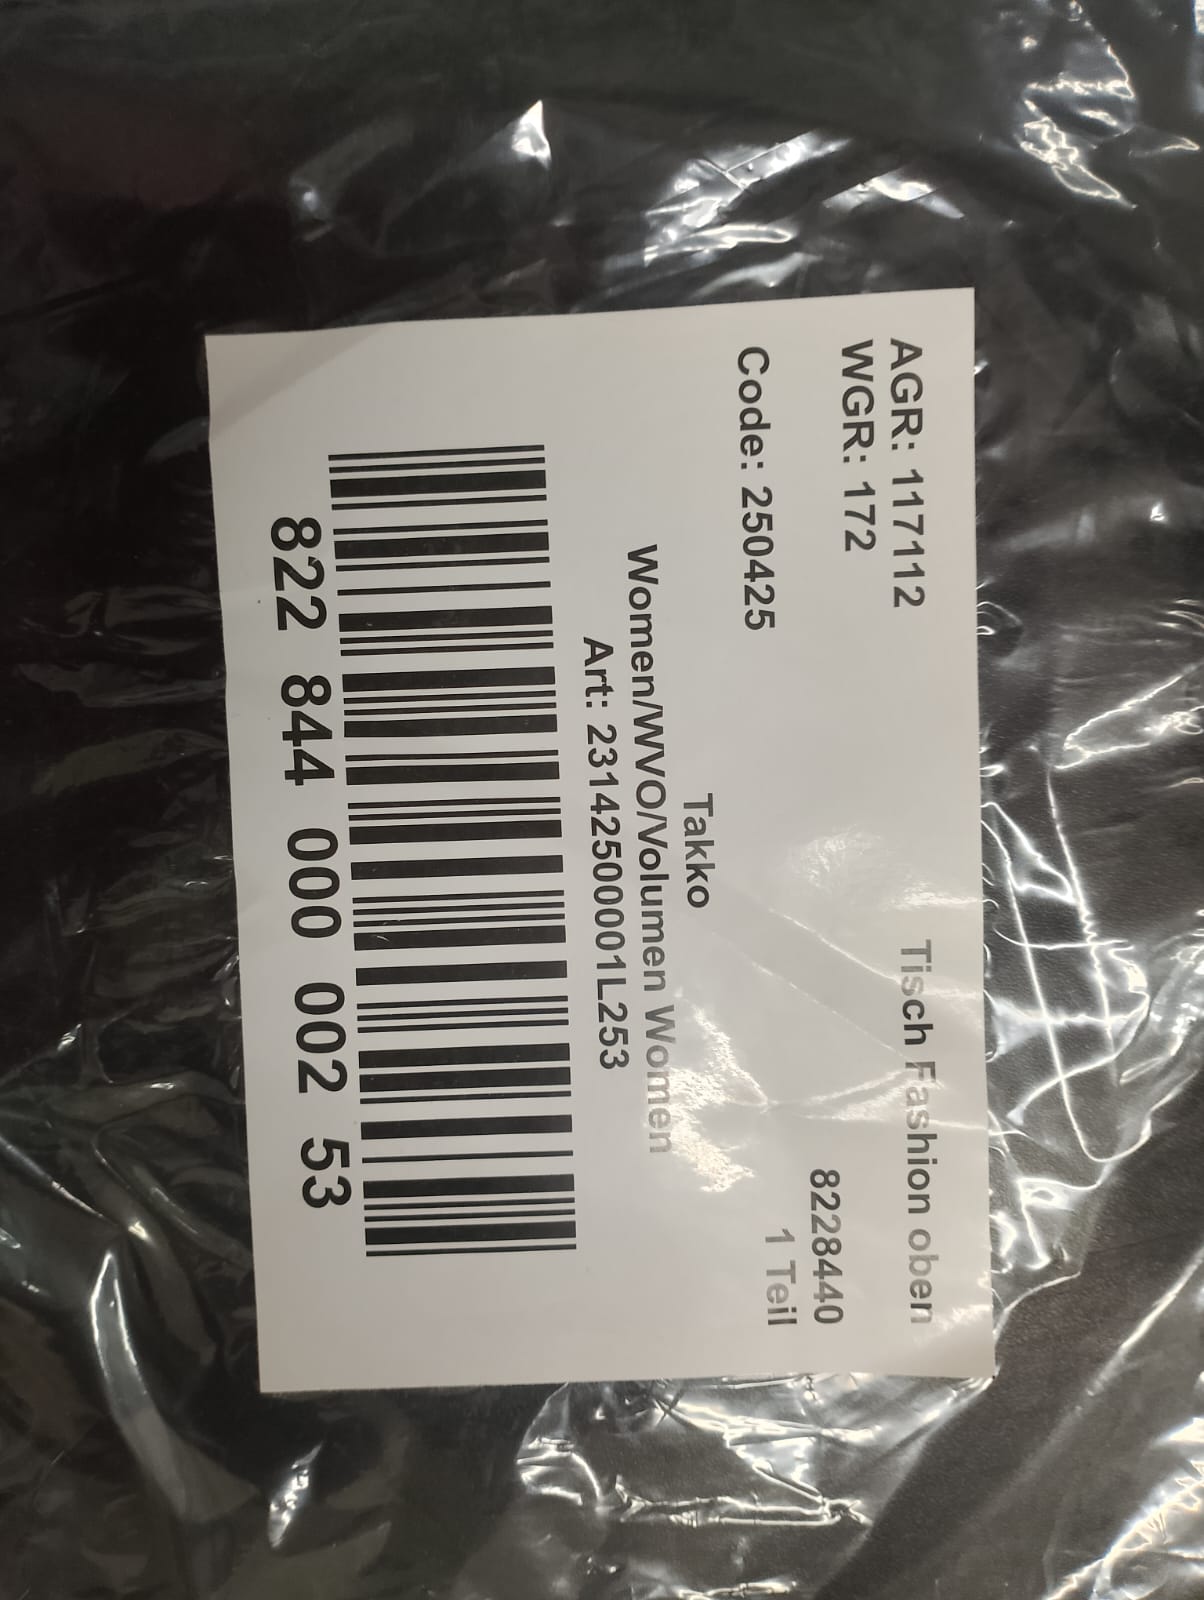 AGR: 117112 Tisch Fashion oben
WGR: 172
8228440
Code: 250425 1 Teil
Takko
Women/WVO/Volumen Women
Art: 23142500001L253
822 844 000 002 53